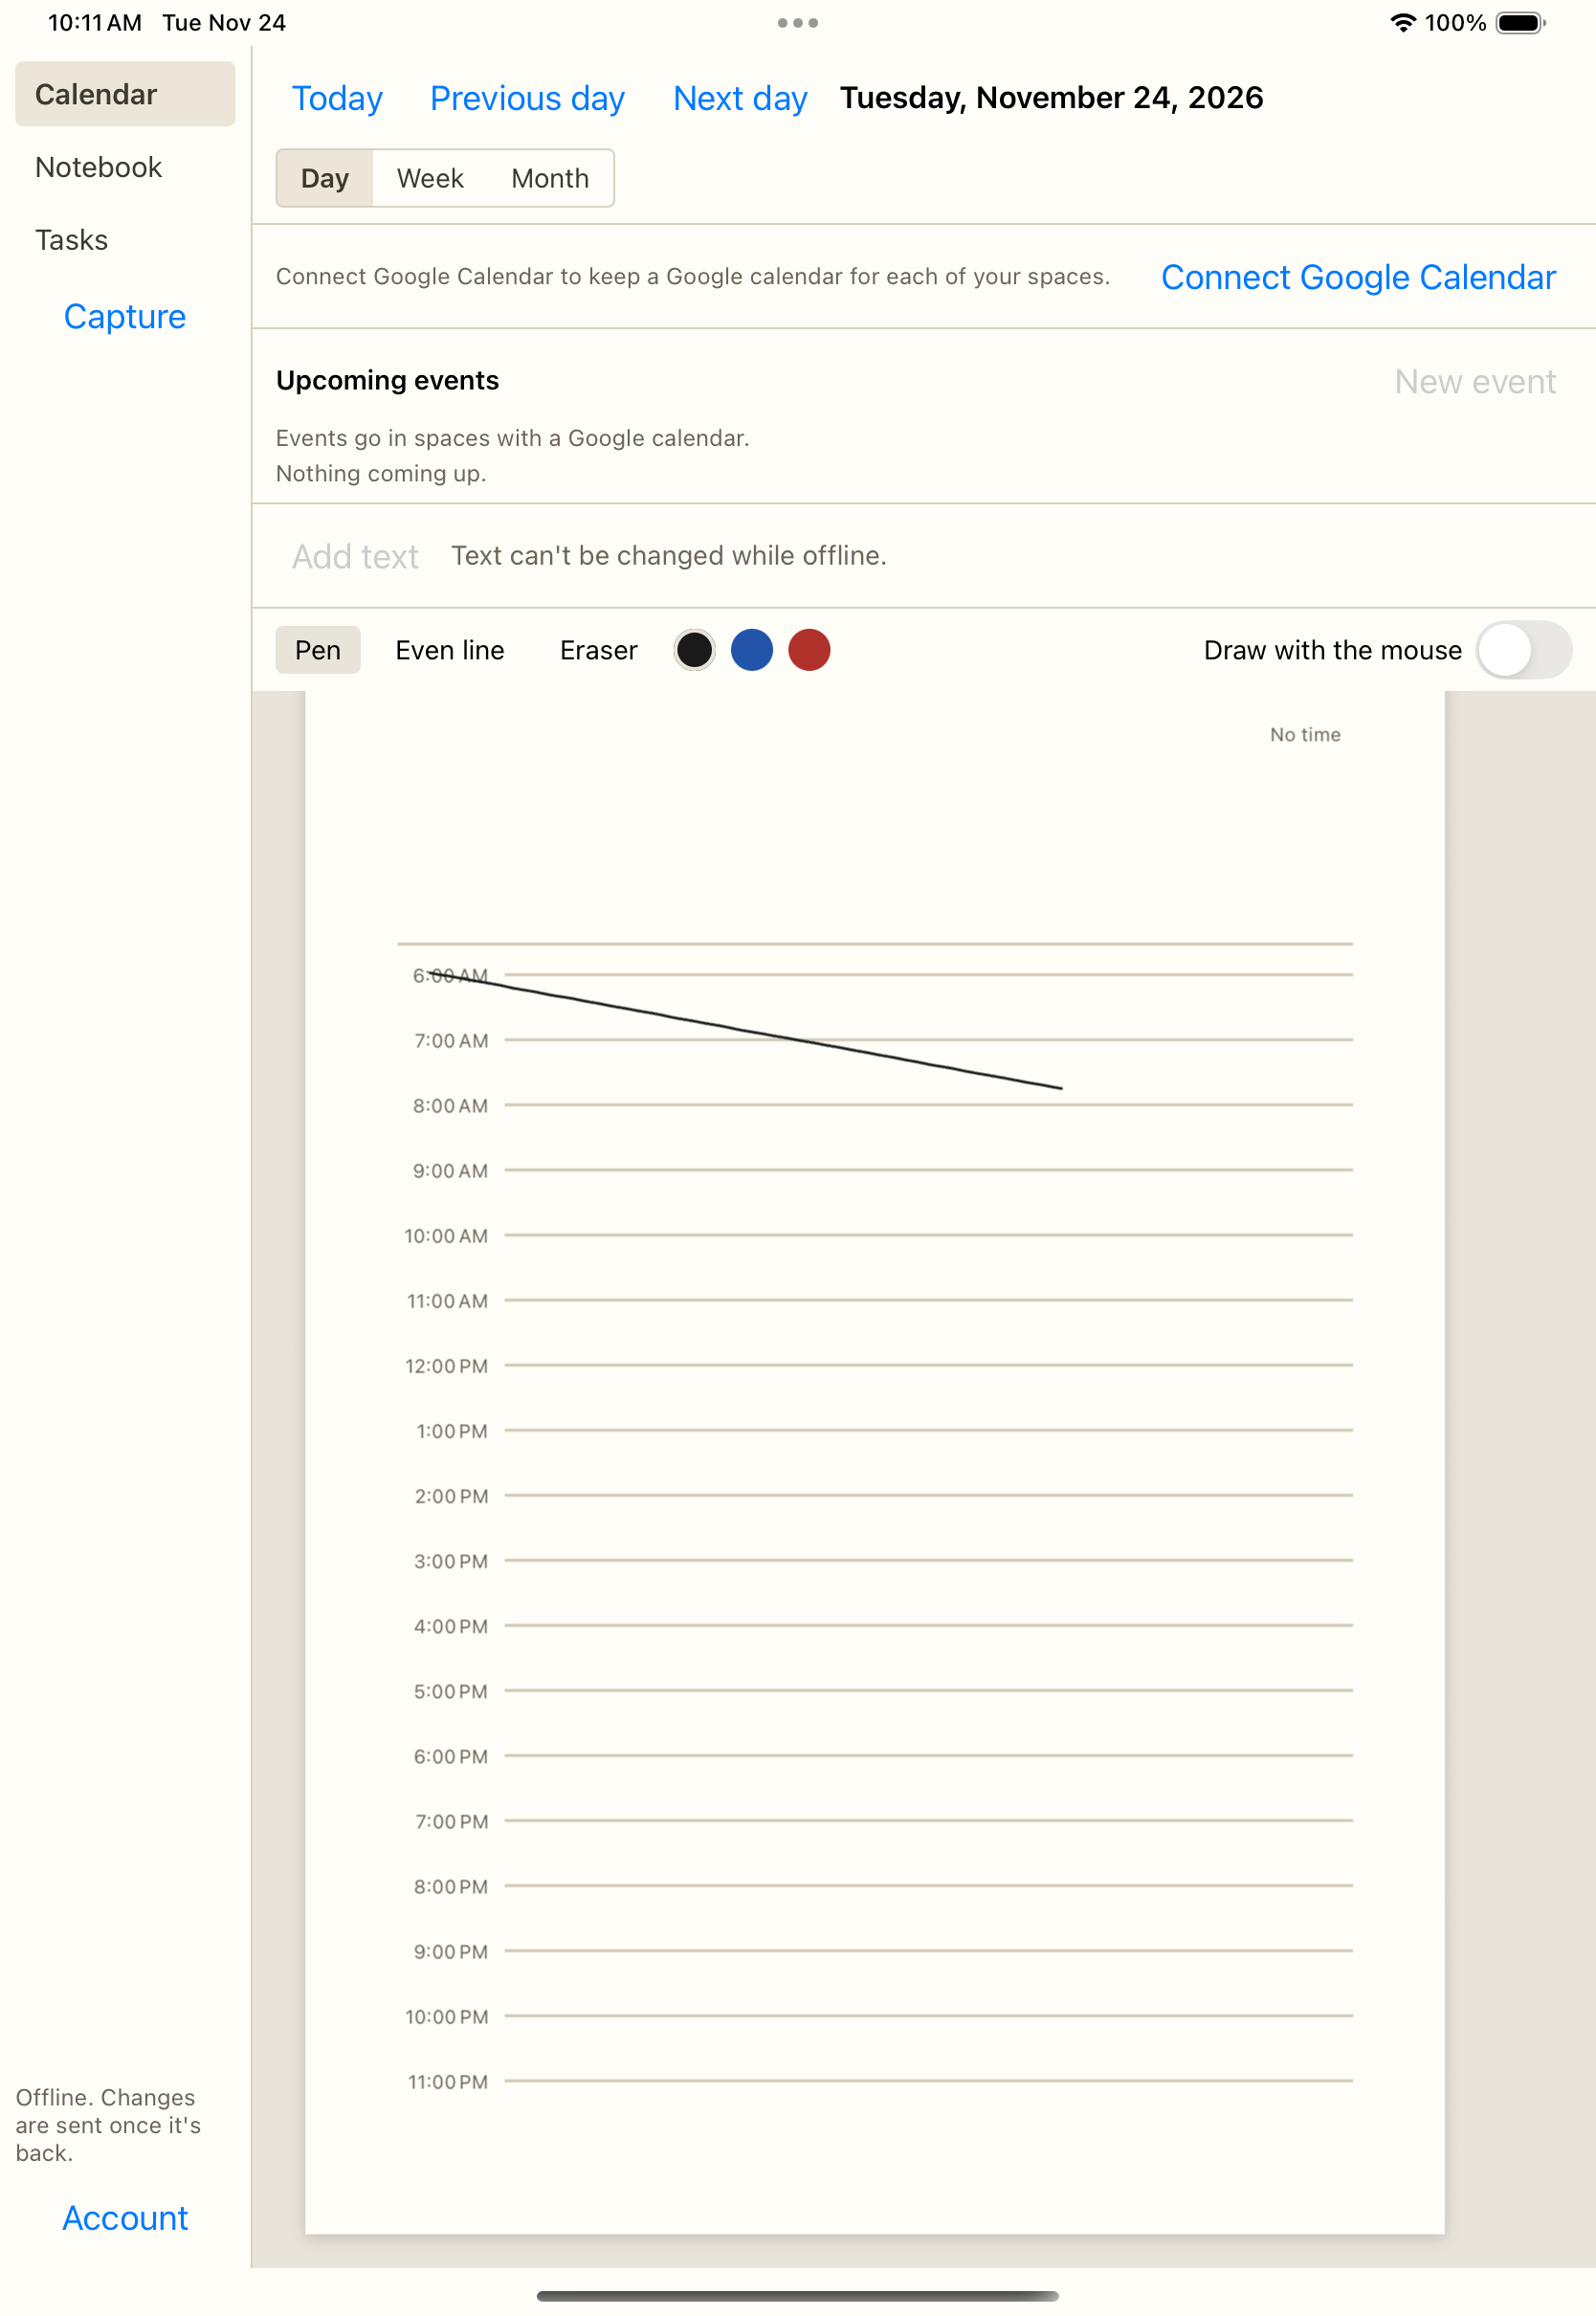 10:11 AM Tue Nov 24
100%
Calendar
Notebook
Tasks
Capture
Today Previous day Next day Tuesday, November 24, 2026
Day Week Month
Connect Google Calendar to keep a Google calendar for each of your spaces. Connect Google Calendar
Upcoming events New event
Events go in spaces with a Google calendar.
Nothing coming up.
Add text Text can't be changed while offline.
Pen Even line Eraser Draw with the mouse
No time
6:00 AM
7:00 AM
8:00 AM
9:00 AM
10:00 AM
11:00 AM
12:00 PM
1:00 PM
2:00 PM
3:00 PM
4:00 PM
5:00 PM
6:00 PM
7:00 PM
8:00 PM
9:00 PM
10:00 PM
11:00 PM
Offline. Changes
are sent once it's
back.
Account